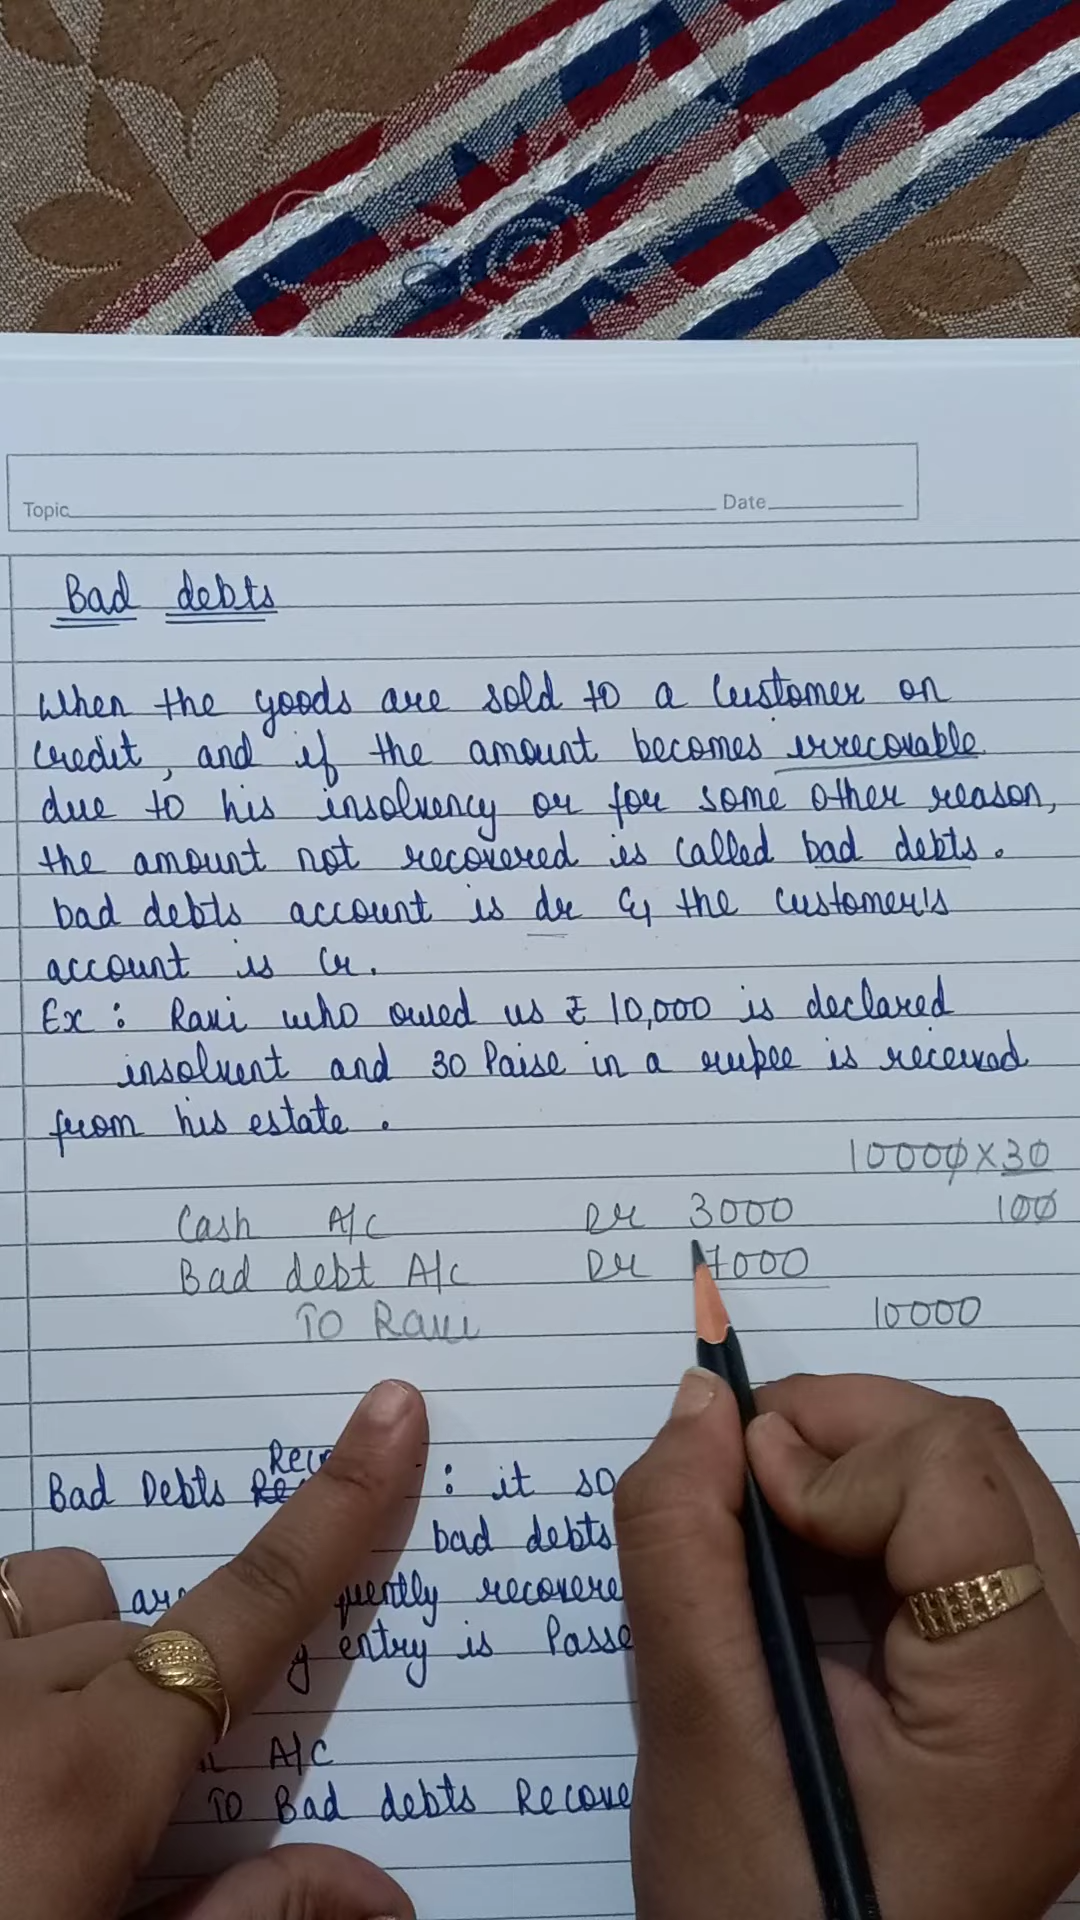 Topic Date
Bad debts
When the goods are sold to a Customer on
Credit, and if the amount becomes irrecovable
due to his insolvency or for some other reason,
the amount not recovered is called bad debts.
bad debts account is dr & the customer's
account is Cr.
Ex : Ravi who owed us ₹ 10,000 is declared
insolvent and 30 Paise in a rupee is received
from his estate.
10000 X 30
100
Cash A/C Dr 3000
Bad debt A/C Dr 7000
To Ravi 10000
Bad Debts : it so
bad debts
quently recovere
entry is Passe
A/C
To Bad debts Recove